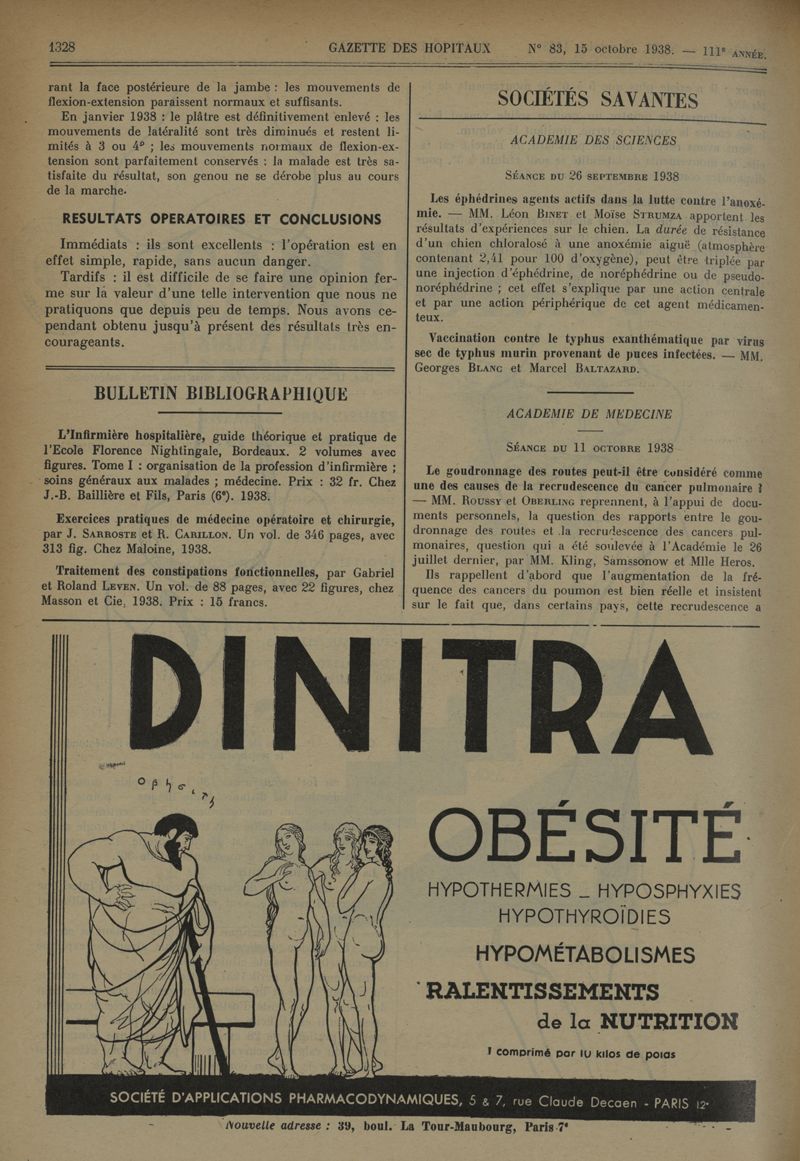 1328 GAZETTE DES HOPITAUX N° 83, 15 octobre 1938. — 111e ANNÉE.
rant la face postérieure de la jambe : les mouvements de
flexion-extension paraissent normaux et suffisants.
En janvier 1938 : le plâtre est définitivement enlevé : les
mouvements de latéralité sont très diminués et restent li-
mités à 3 ou 4° ; les mouvements normaux de flexion-ex-
tension sont parfaitement conservés : la malade est très sa-
tisfaite du résultat, son genou ne se dérobe plus au cours
de la marche.
RESULTATS OPERATOIRES ET CONCLUSIONS
Immédiats : ils sont excellents : l'opération est en
effet simple, rapide, sans aucun danger.
Tardifs : il est difficile de se faire une opinion fer-
me sur la valeur d'une telle intervention que nous ne
pratiquons que depuis peu de temps. Nous avons ce-
pendant obtenu jusqu'à présent des résultats très en-
courageants.
BULLETIN BIBLIOGRAPHIQUE
L'Infirmière hospitalière, guide théorique et pratique de
l'Ecole Florence Nightingale, Bordeaux. 2 volumes avec
figures. Tome I : organisation de la profession d'infirmière ;
soins généraux aux malades ; médecine. Prix : 32 fr. Chez
J.-B. Baillière et Fils, Paris (6e). 1938.
Exercices pratiques de médecine opératoire et chirurgie,
par J. SARROSTE et R. CARILLON. Un vol. de 346 pages, avec
313 fig. Chez Maloine, 1938.
Traitement des constipations fonctionnelles, par Gabriel
et Roland LEVEN. Un vol. de 88 pages, avec 22 figures, chez
Masson et Cie, 1938. Prix : 15 francs.
SOCIÉTÉS SAVANTES
ACADEMIE DES SCIENCES
SÉANCE DU 26 SEPTEMBRE 1938
Les éphédrines agents actifs dans la lutte contre l'anoxé-
mie. — MM. Léon BINET et Moïse STRUMZA apportent les
résultats d'expériences sur le chien. La durée de résistance
d'un chien chloralosé à une anoxémie aiguë (atmosphère
contenant 2,41 pour 100 d'oxygène), peut être triplée par
une injection d'éphédrine, de noréphédrine ou de pseudo-
noréphédrine ; cet effet s'explique par une action centrale
et par une action périphérique de cet agent médicamen-
teux.
Vaccination contre le typhus exanthématique par virus
sec de typhus murin provenant de puces infectées. — MM.
Georges BLANC et Marcel BALTAZARD.
ACADEMIE DE MEDECINE
SÉANCE DU 11 OCTOBRE 1938
Le goudronnage des routes peut-il être considéré comme
une des causes de la recrudescence du cancer pulmonaire ?
— MM. ROUSSY et OBERLING reprennent, à l'appui de docu-
ments personnels, la question des rapports entre le gou-
dronnage des routes et la recrudescence des cancers pul-
monaires, question qui a été soulevée à l'Académie le 26
juillet dernier, par MM. Kling, Samssonow et Mlle Heros.
Ils rappellent d'abord que l'augmentation de la fré-
quence des cancers du poumon est bien réelle et insistent
sur le fait que, dans certains pays, cette recrudescence a
DINITRA
OBÉSITÉ
HYPOTHERMIES _ HYPOSPHYXIES
HYPOTHYROÏDIES
HYPOMÉTABOLISMES
RALENTISSEMENTS
de la NUTRITION
1 comprimé par 10 kilos de poids
SOCIÉTÉ D'APPLICATIONS PHARMACODYNAMIQUES, 5 & 7, rue Claude Decaen - PARIS 12e
Nouvelle adresse : 39, boul. La Tour-Maubourg, Paris-7e